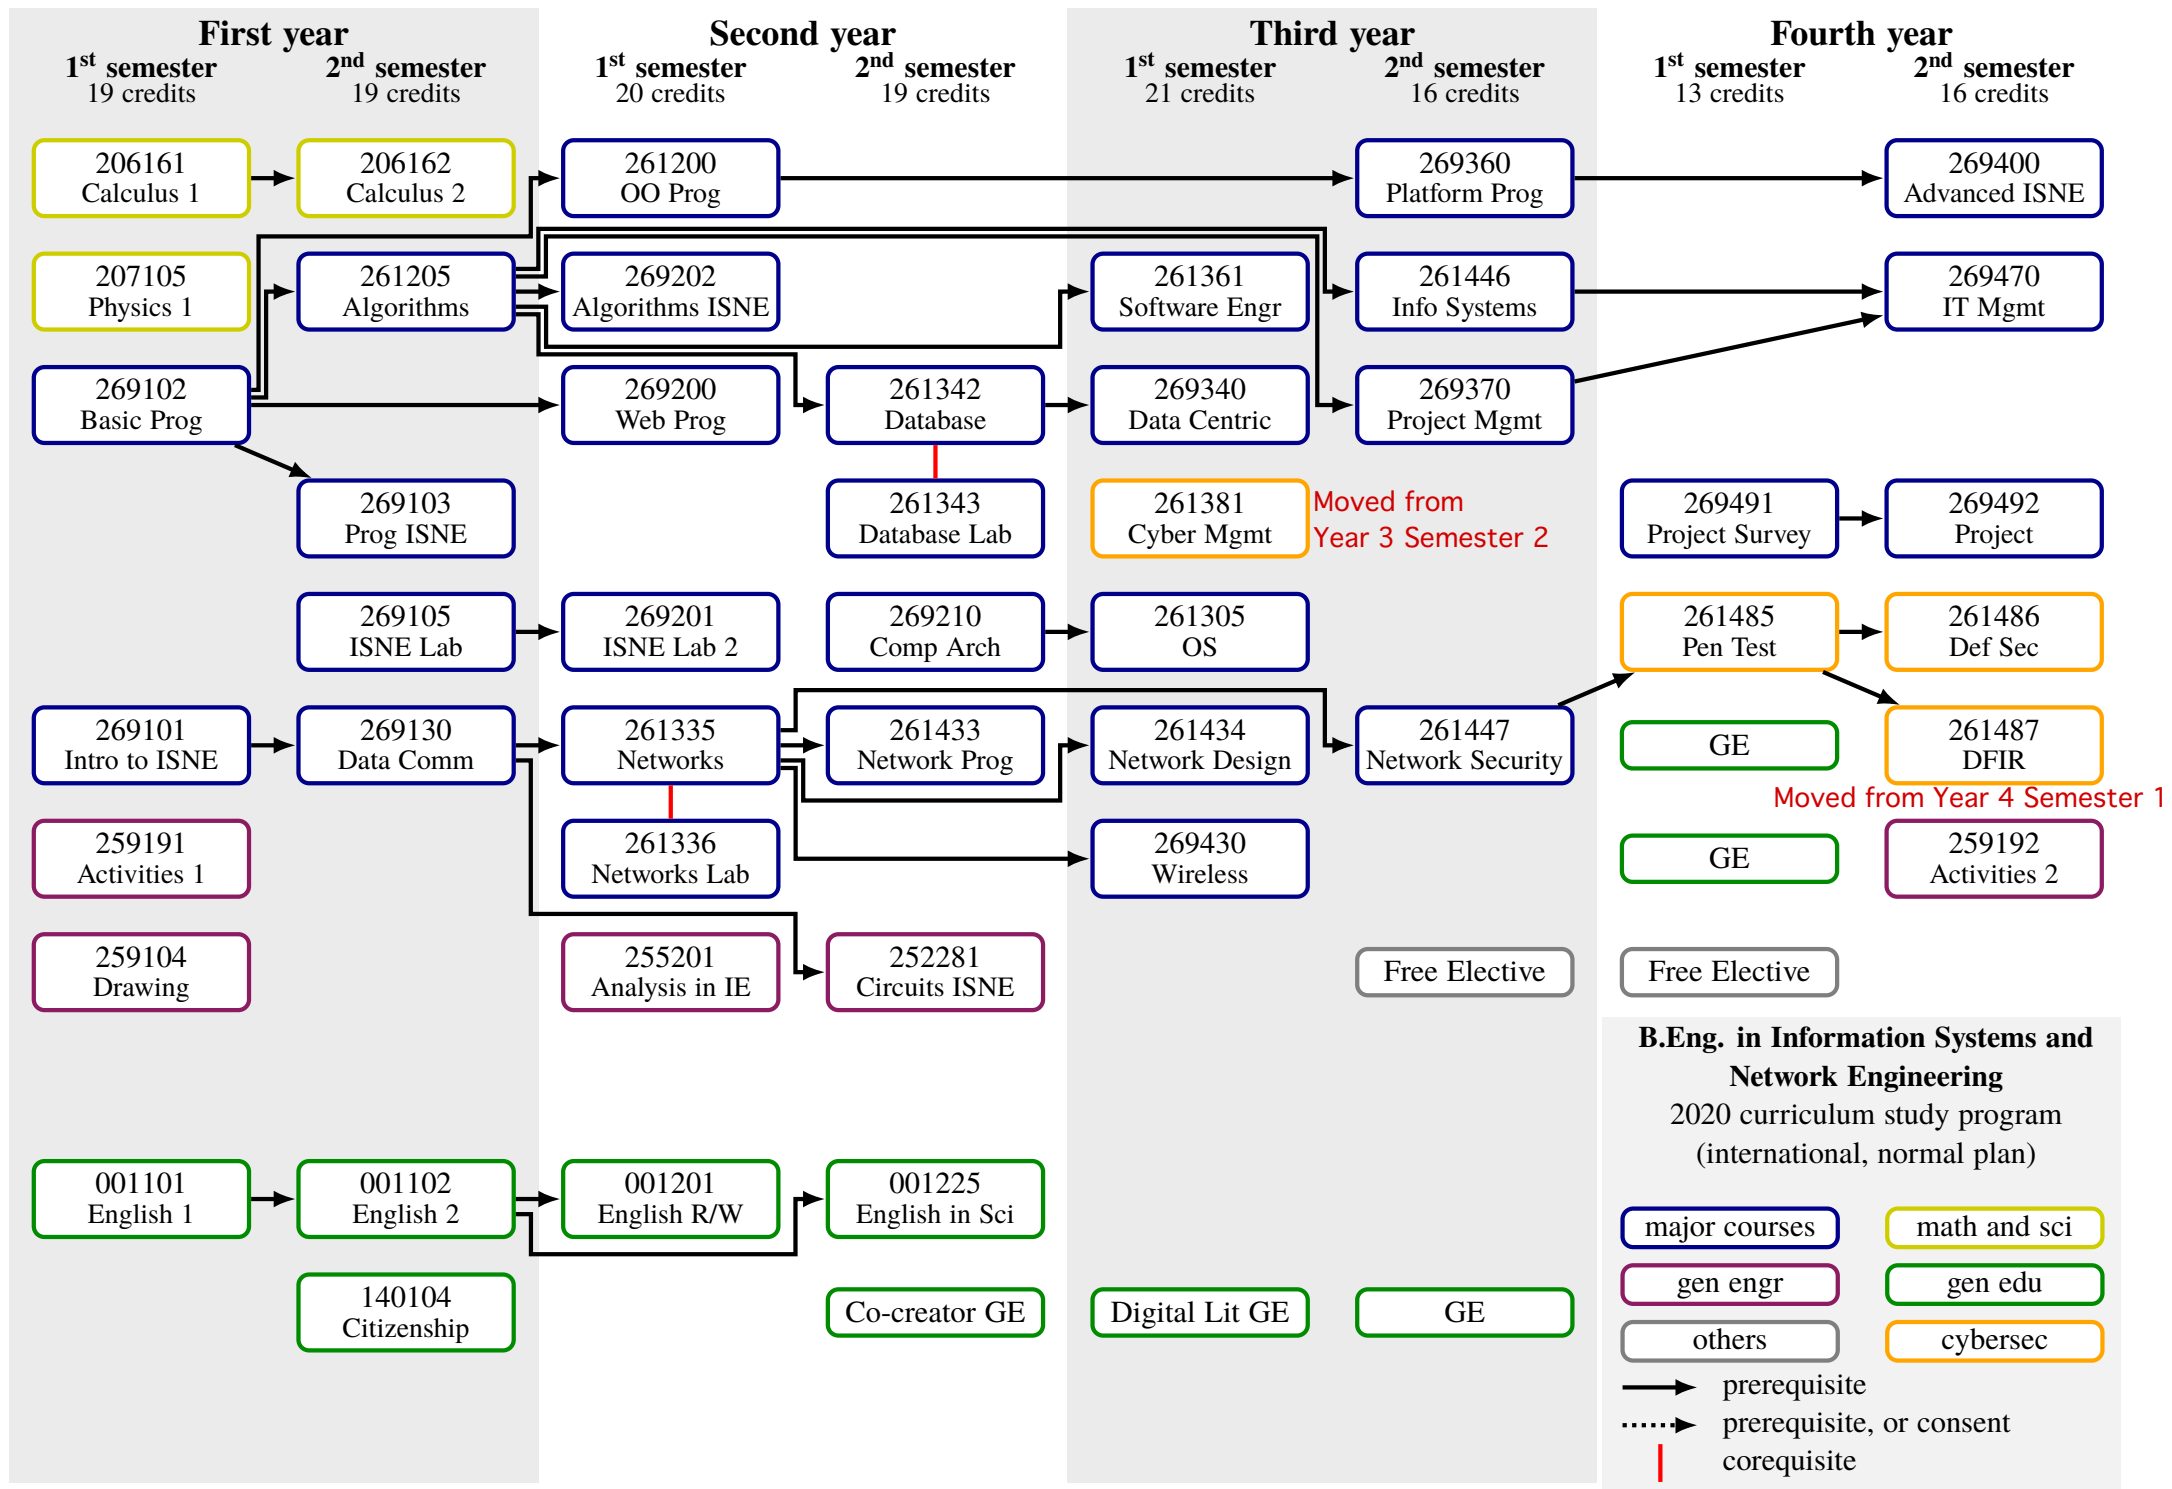 First year
Second year
Third year
Fourth year
1st semester
2nd semester
1st semester
2nd semester
1st semester
2nd semester
1st semester
2nd semester
19 credits
19 credits
20 credits
19 credits
21 credits
16 credits
13 credits
16 credits
206161
Calculus 1
206162
Calculus 2
261200
OO Prog
269360
Platform Prog
269400
Advanced ISNE
207105
Physics 1
261205
Algorithms
269202
Algorithms ISNE
261361
Software Engr
261446
Info Systems
269470
IT Mgmt
269102
Basic Prog
269200
Web Prog
261342
Database
269340
Data Centric
269370
Project Mgmt
269103
Prog ISNE
261343
Database Lab
261381
Cyber Mgmt
Moved from
Year 3 Semester 2
269491
Project Survey
269492
Project
269105
ISNE Lab
269201
ISNE Lab 2
269210
Comp Arch
261305
OS
261485
Pen Test
261486
Def Sec
269101
Intro to ISNE
269130
Data Comm
261335
Networks
261433
Network Prog
261434
Network Design
261447
Network Security
GE
261487
DFIR
Moved from Year 4 Semester 1
259191
Activities 1
261336
Networks Lab
269430
Wireless
GE
259192
Activities 2
259104
Drawing
255201
Analysis in IE
252281
Circuits ISNE
Free Elective
Free Elective
001101
English 1
001102
English 2
001201
English R/W
001225
English in Sci
140104
Citizenship
Co-creator GE
Digital Lit GE
GE
B.Eng. in Information Systems and
Network Engineering
2020 curriculum study program
(international, normal plan)
major courses
math and sci
gen engr
gen edu
others
cybersec
prerequisite
prerequisite, or consent
corequisite